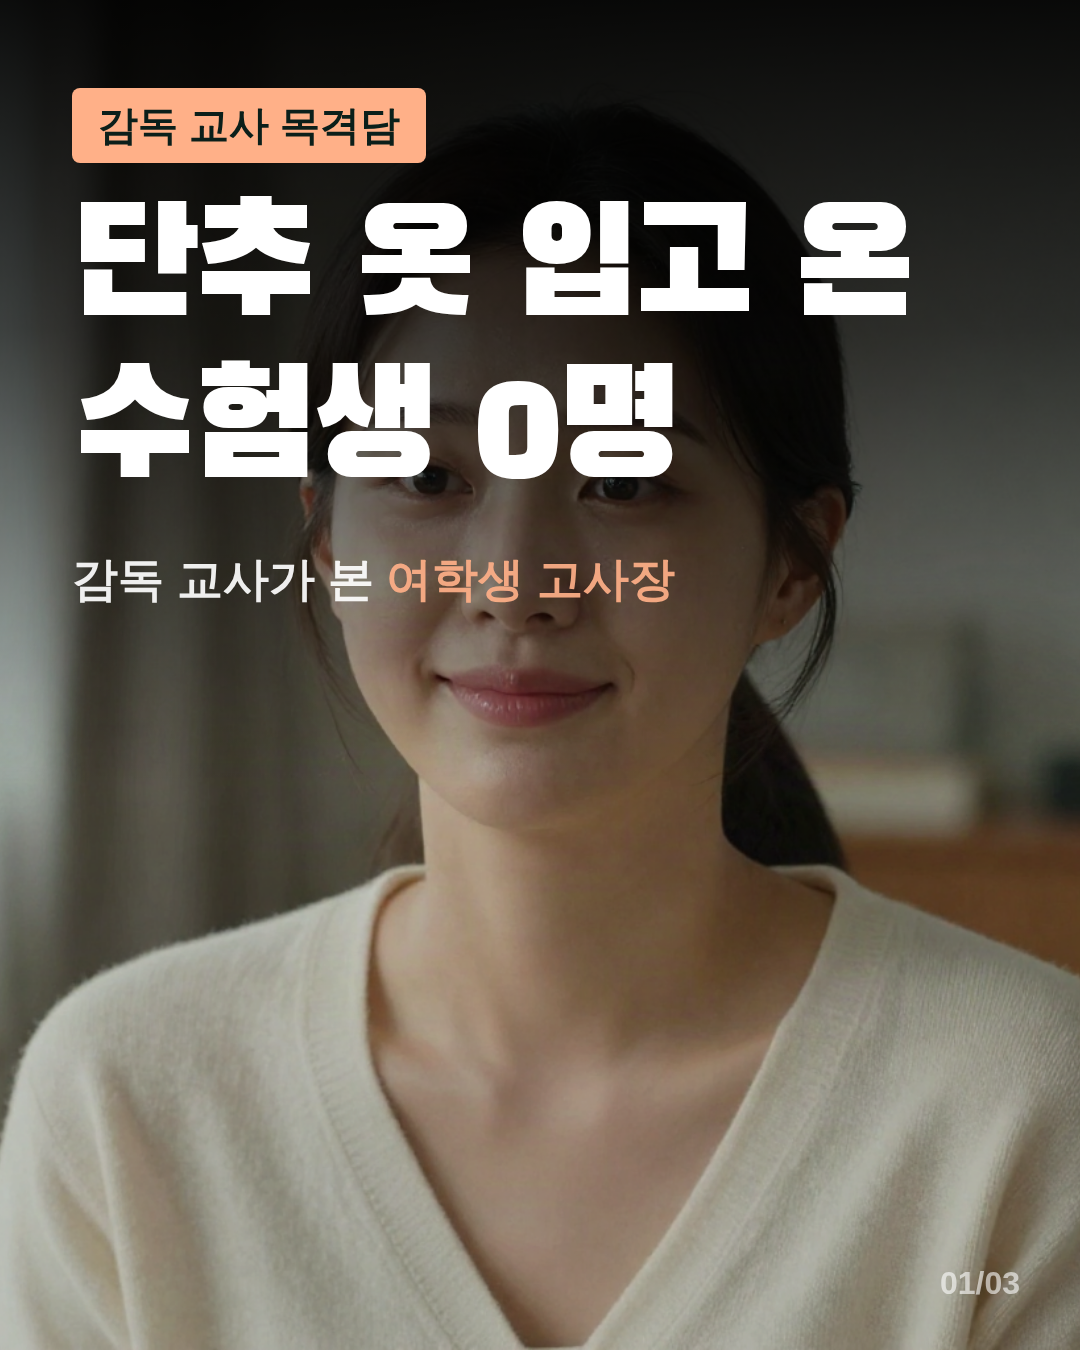 감독 교사 목격담
단추 옷 입고 온
수험생 0명
감독 교사가 본 여학생 고사장
01/03